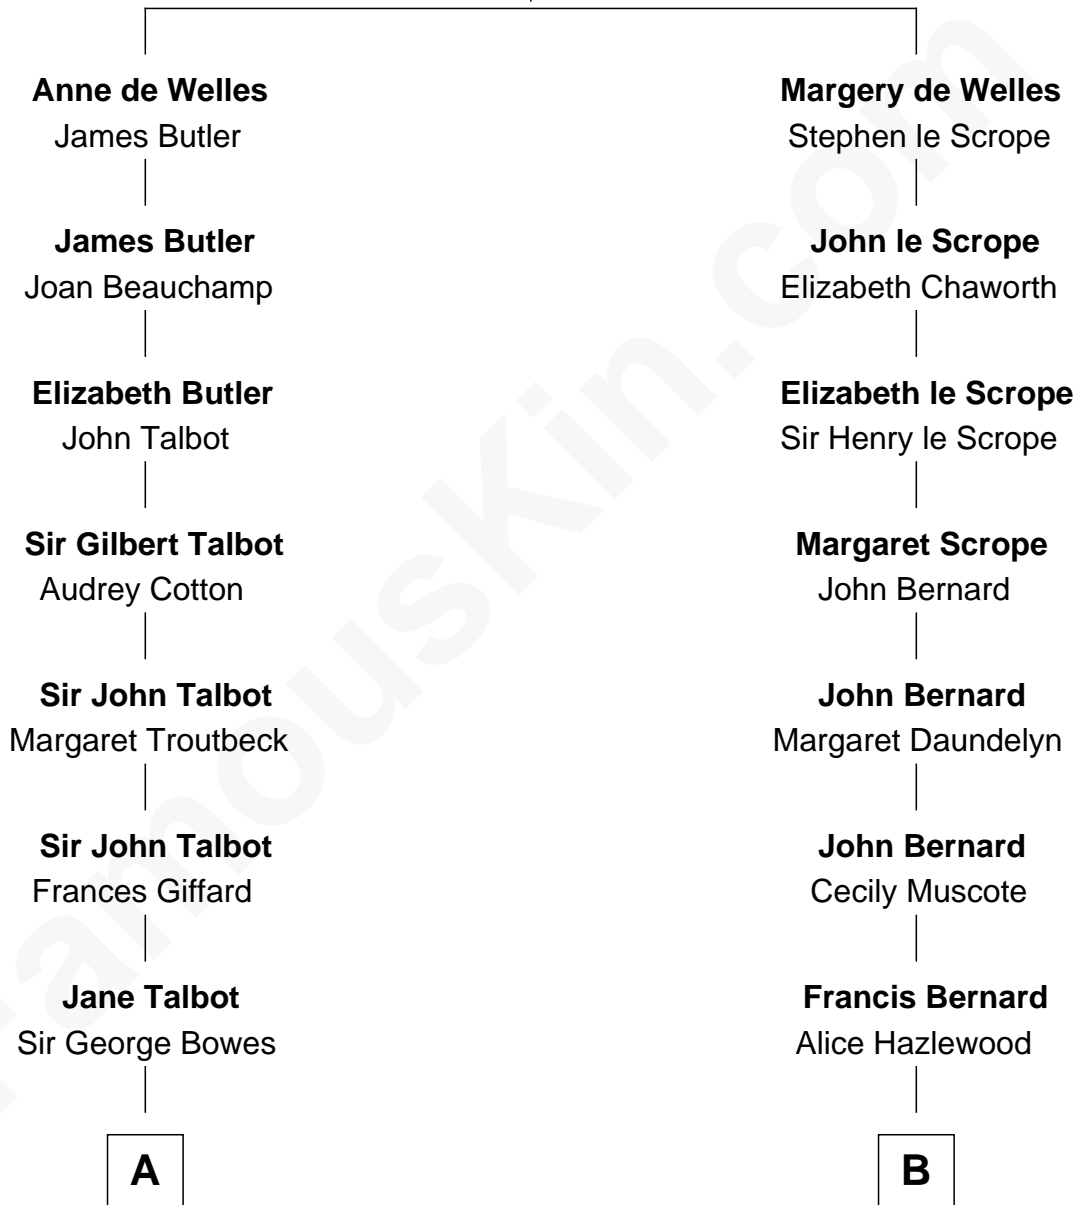 Anne de Welles
James Butler
James Butler
Joan Beauchamp
Elizabeth Butler
John Talbot
Sir Gilbert Talbot
Audrey Cotton
Sir John Talbot
Margaret Troutbeck
Sir John Talbot
Frances Giffard
Jane Talbot
Sir George Bowes
A
Margery de Welles
Stephen le Scrope
John le Scrope
Elizabeth Chaworth
Elizabeth le Scrope
Sir Henry le Scrope
Margaret Scrope
John Bernard
John Bernard
Margaret Daundelyn
John Bernard
Cecily Muscote
Francis Bernard
Alice Hazlewood
B
FamousKin.com